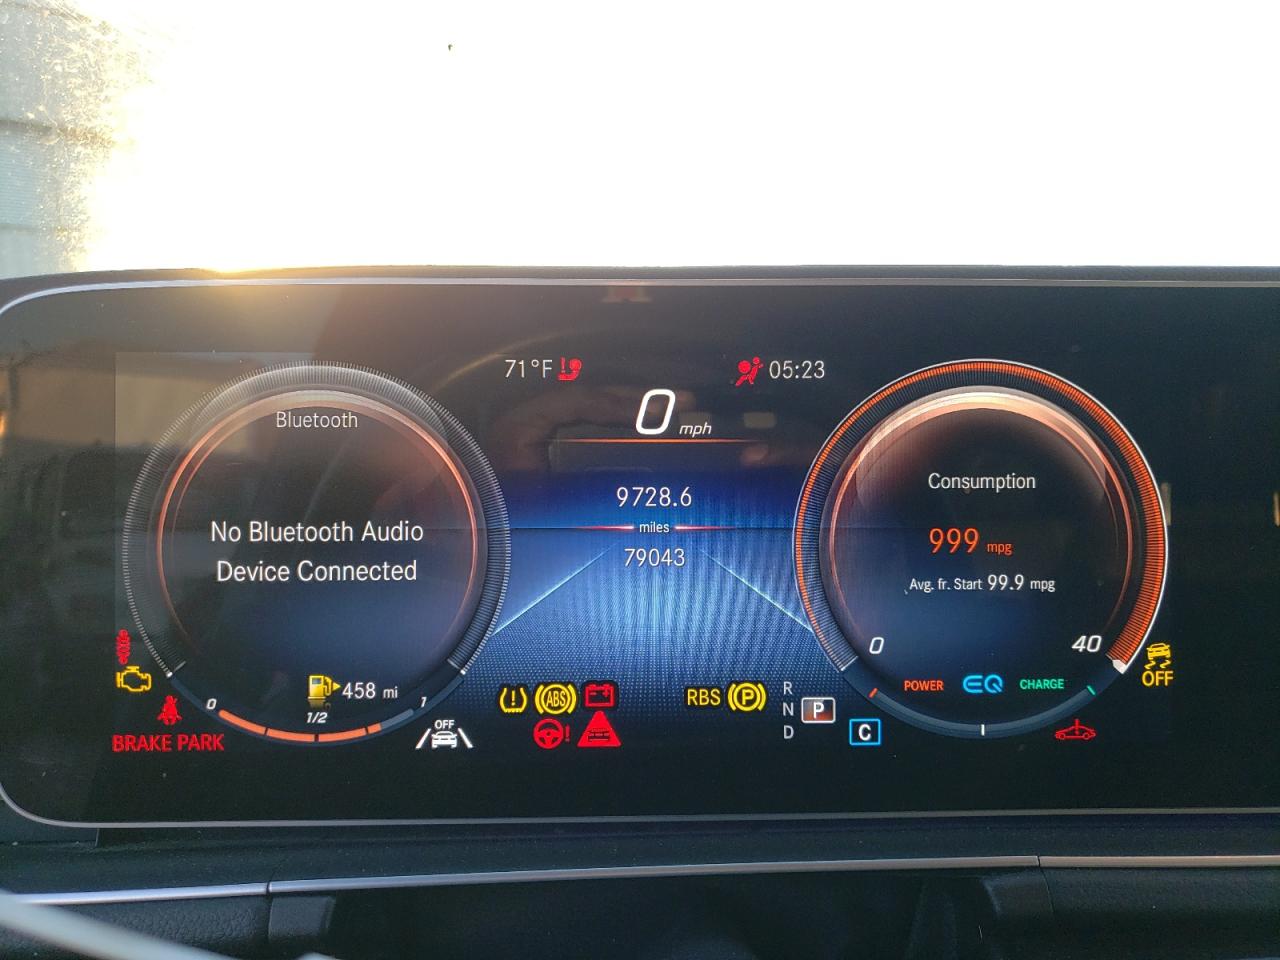 71°F
05:23
0 mph
Bluetooth
No Bluetooth Audio
Device Connected
9728.6
miles
79043
Consumption
999 mpg
Avg. fr. Start 99.9 mpg
0
40
OFF
POWER
EQ
CHARGE
458 mi
0
1/2
1
ABS
RBS
P
R
N
P
D
C
OFF
BRAKE PARK